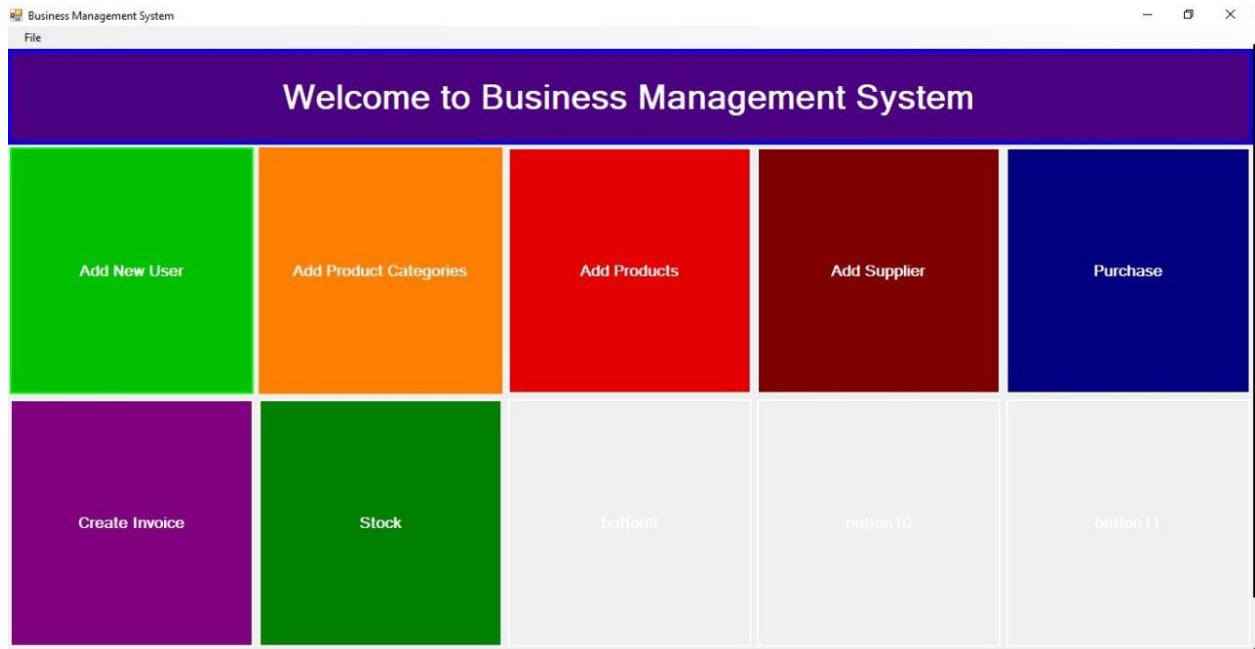 Business Management System
File
Welcome to Business Management System
Add New User
Add Product Categories
Add Products
Add Supplier
Purchase
Create Invoice
Stock
button9
button10
button11